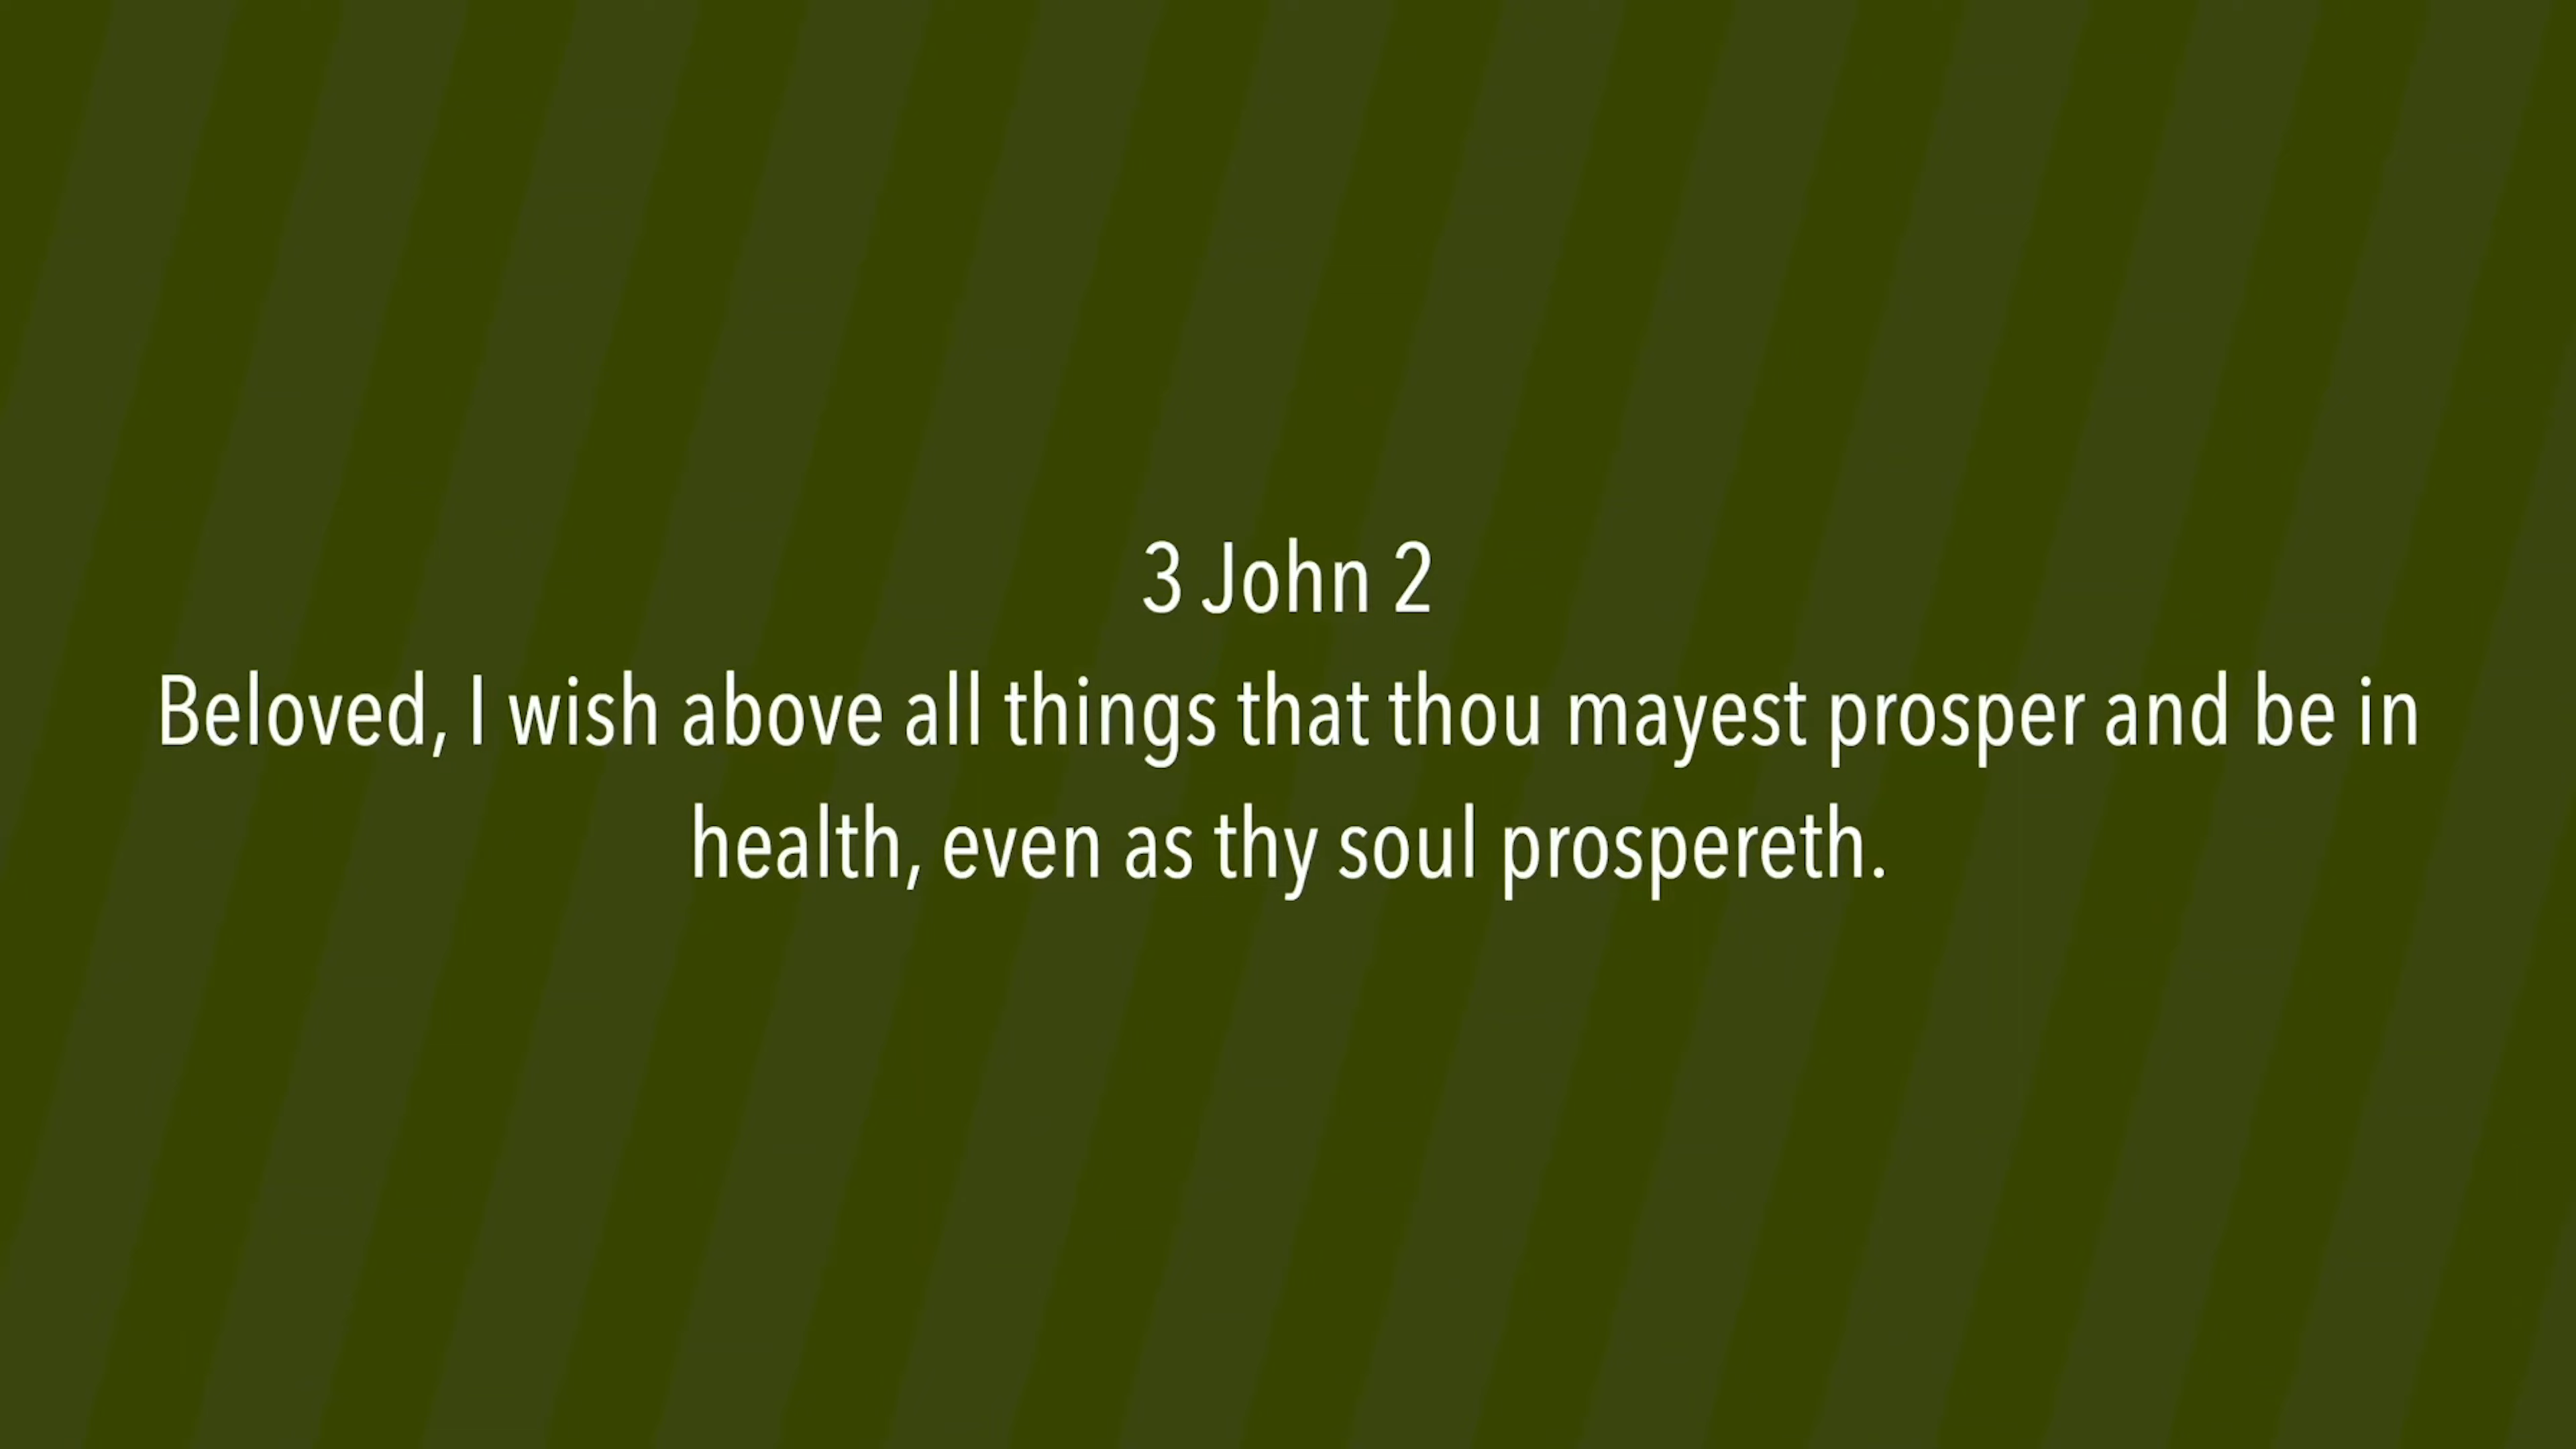 3 John 2
Beloved, I wish above all things that thou mayest prosper and be in
health, even as thy soul prospereth.